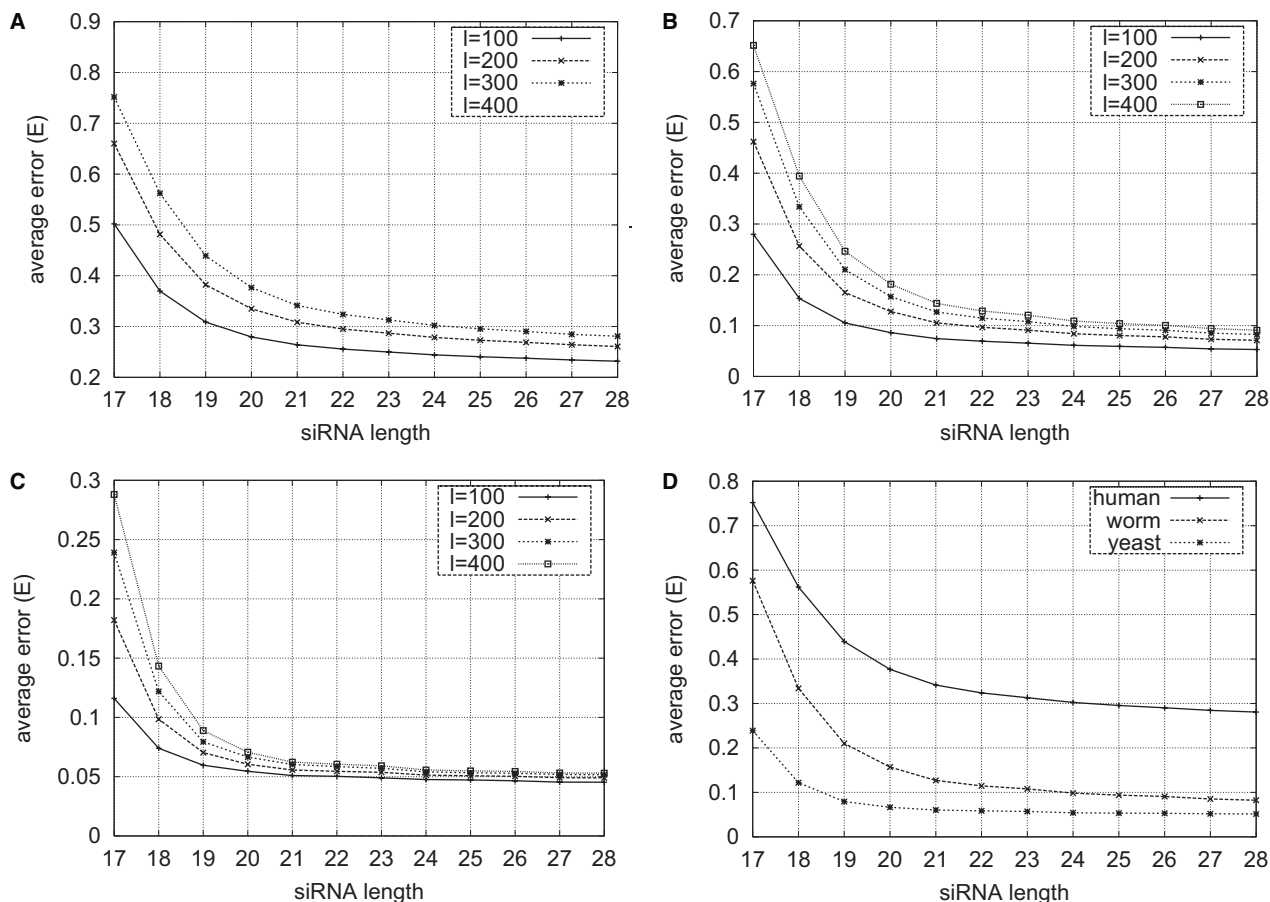 A
0.9
0.8
0.7
0.6
0.5
0.4
0.3
0.2
average error (E)
l=100
l=200
l=300
l=400
17 18 19 20 21 22 23 24 25 26 27 28
siRNA length
B
0.7
0.6
0.5
0.4
0.3
0.2
0.1
0
average error (E)
l=100
l=200
l=300
l=400
17 18 19 20 21 22 23 24 25 26 27 28
siRNA length
C
0.3
0.25
0.2
0.15
0.1
0.05
0
average error (E)
l=100
l=200
l=300
l=400
17 18 19 20 21 22 23 24 25 26 27 28
siRNA length
D
0.8
0.7
0.6
0.5
0.4
0.3
0.2
0.1
0
average error (E)
human
worm
yeast
17 18 19 20 21 22 23 24 25 26 27 28
siRNA length